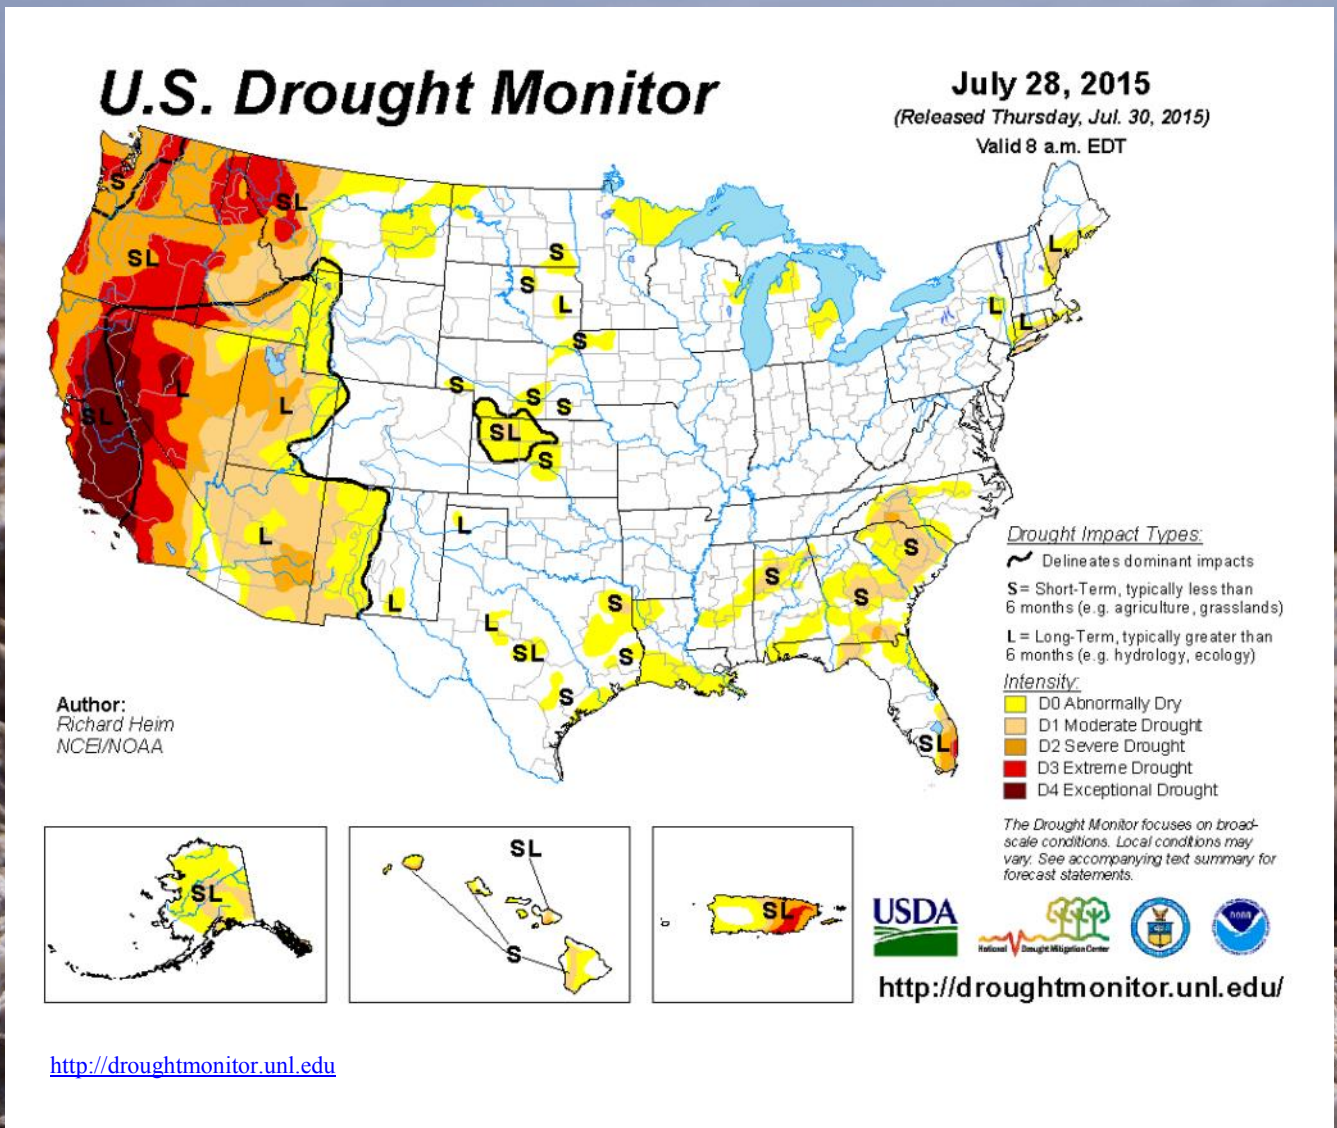 U.S. Drought Monitor
July 28, 2015
(Released Thursday, Jul. 30, 2015)
Valid 8 a.m. EDT
S
SL
SL
S
S
L
S
L
L
L
S
S
S
SL
S
SL
L
L
L
L
L
L
SL
S
S
S
S
S
S
SL
Drought Impact Types:
Delineates dominant impacts
S = Short-Term, typically less than
6 months (e.g. agriculture, grasslands)
L = Long-Term, typically greater than
6 months (e.g. hydrology, ecology)
Intensity:
D0 Abnormally Dry
D1 Moderate Drought
D2 Severe Drought
D3 Extreme Drought
D4 Exceptional Drought
Author:
Richard Heim
NCEI/NOAA
The Drought Monitor focuses on broad-
scale conditions. Local conditions may
vary. See accompanying text summary for
forecast statements.
SL
SL
S
SL
USDA
National Drought Mitigation Center
noaa
http://droughtmonitor.unl.edu/
http://droughtmonitor.unl.edu